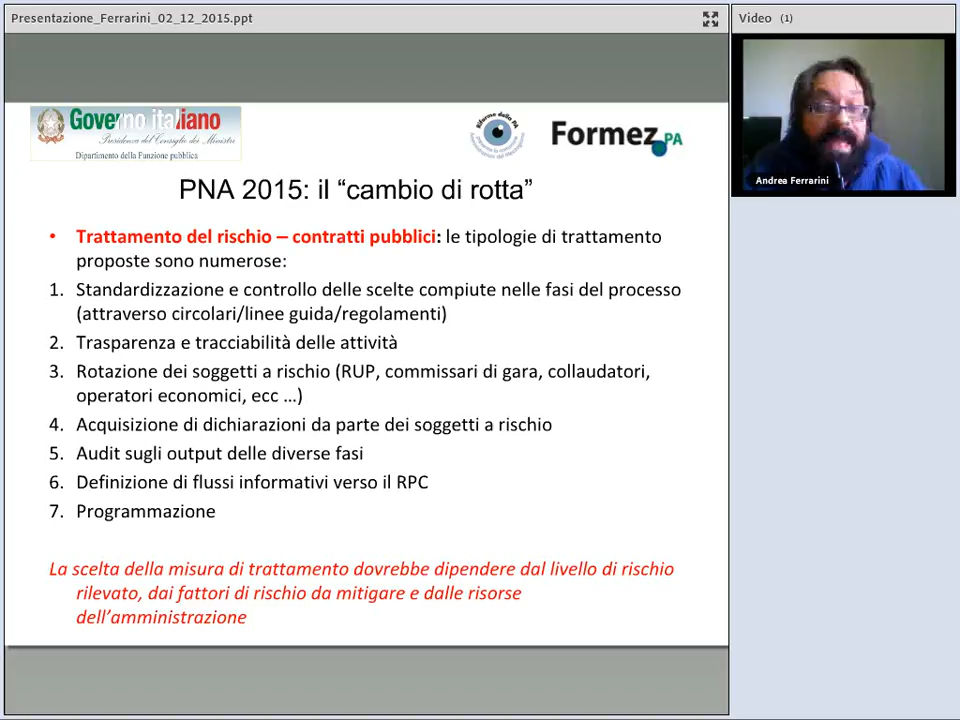 Presentazione_Ferrarini_02_12_2015.ppt
Video (1)
Governo italiano
Presidenza del Consiglio dei Ministri
Dipartimento della Funzione pubblica
Riforme della PA
Formez PA
Andrea Ferrarini
PNA 2015: il “cambio di rotta”
• Trattamento del rischio – contratti pubblici: le tipologie di trattamento
proposte sono numerose:
1. Standardizzazione e controllo delle scelte compiute nelle fasi del processo
(attraverso circolari/linee guida/regolamenti)
2. Trasparenza e tracciabilità delle attività
3. Rotazione dei soggetti a rischio (RUP, commissari di gara, collaudatori,
operatori economici, ecc …)
4. Acquisizione di dichiarazioni da parte dei soggetti a rischio
5. Audit sugli output delle diverse fasi
6. Definizione di flussi informativi verso il RPC
7. Programmazione
La scelta della misura di trattamento dovrebbe dipendere dal livello di rischio
rilevato, dai fattori di rischio da mitigare e dalle risorse
dell’amministrazione